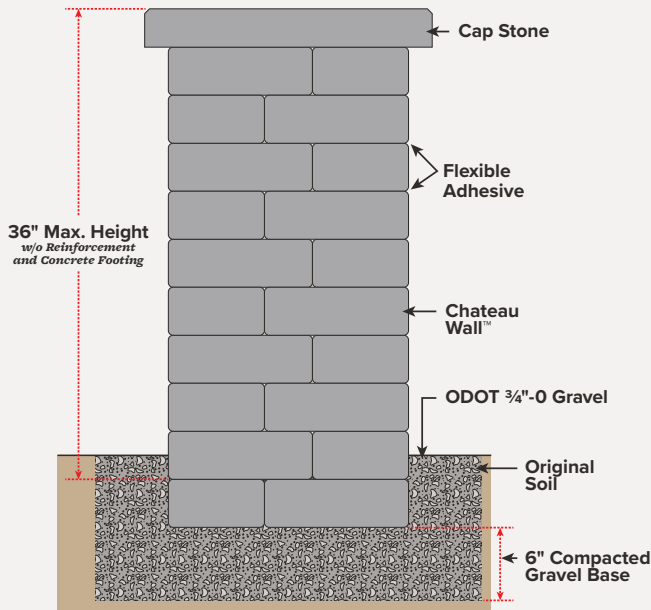 Cap Stone
Flexible
Adhesive
36" Max. Height
w/o Reinforcement
and Concrete Footing
Chateau
Wall™
ODOT ¾"-0 Gravel
Original
Soil
6" Compacted
Gravel Base